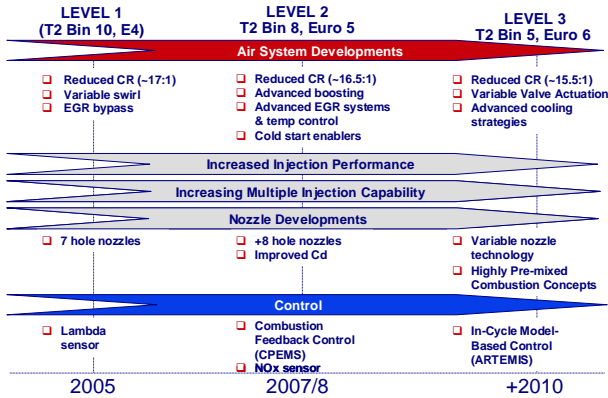 LEVEL 1
(T2 Bin 10, E4)
LEVEL 2
T2 Bin 8, Euro 5
LEVEL 3
T2 Bin 5, Euro 6
Air System Developments
Reduced CR (~17:1)
Variable swirl
EGR bypass
Reduced CR (~16.5:1)
Advanced boosting
Advanced EGR systems
& temp control
Cold start enablers
Reduced CR (~15.5:1)
Variable Valve Actuation
Advanced cooling
strategies
Increased Injection Performance
Increasing Multiple Injection Capability
Nozzle Developments
7 hole nozzles
+8 hole nozzles
Improved Cd
Variable nozzle
technology
Highly Pre-mixed
Combustion Concepts
Control
Lambda
sensor
Combustion
Feedback Control
(CPEMS)
NOx sensor
In-Cycle Model-
Based Control
(ARTEMIS)
2005
2007/8
+2010